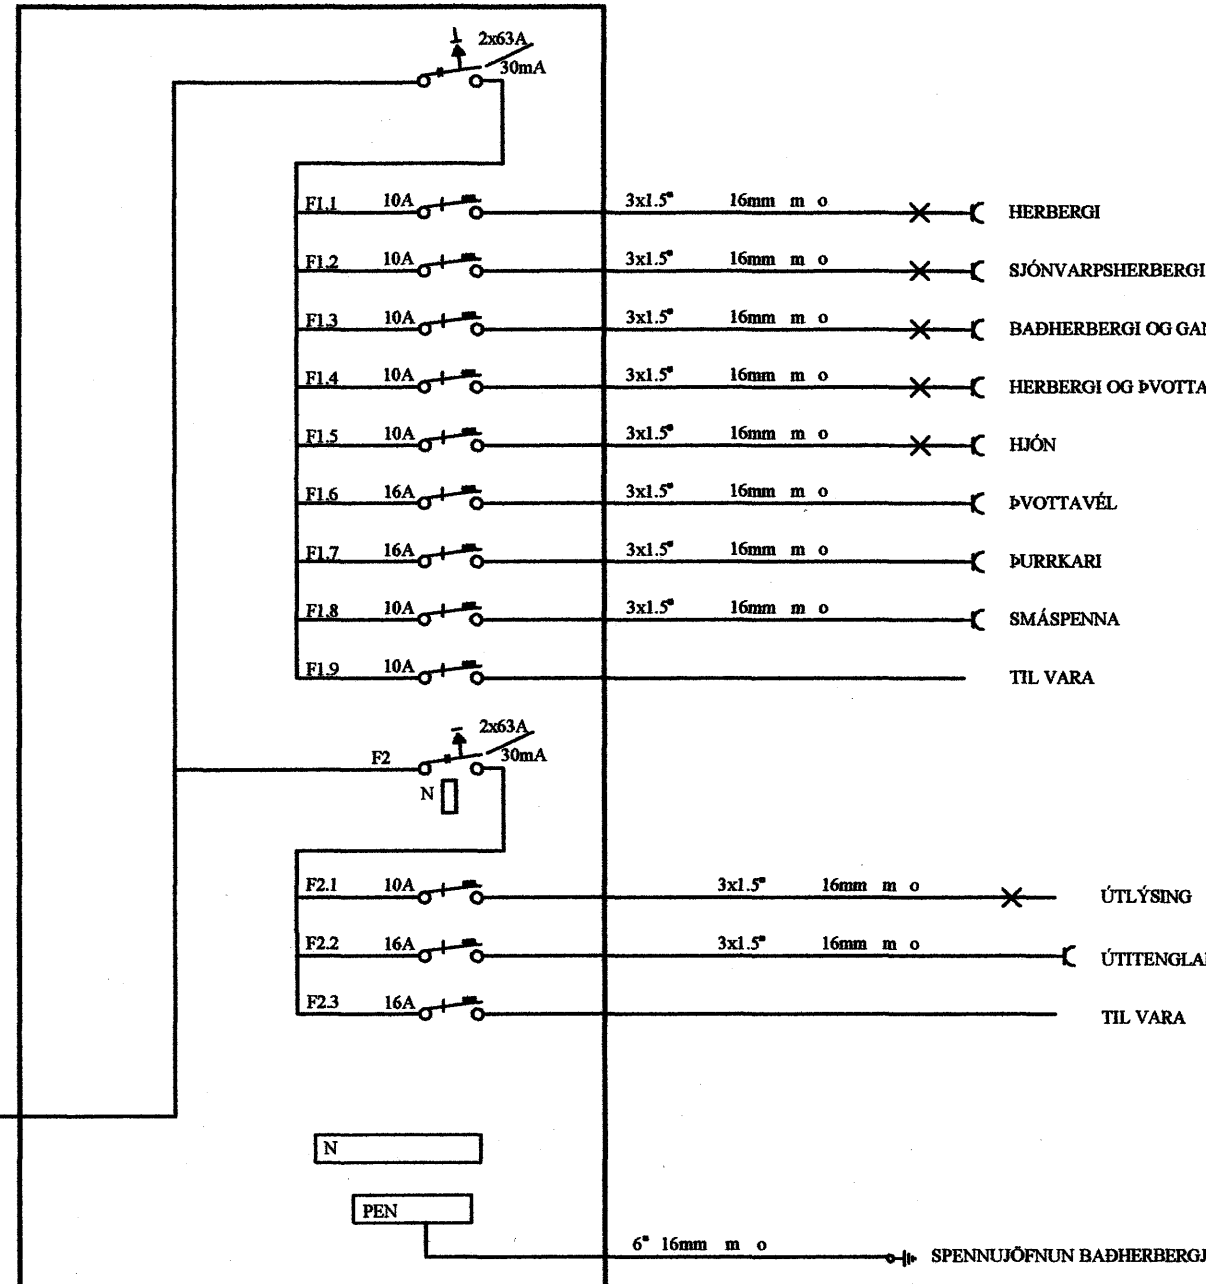 2x63A
30mA
F1.1 10A 3x1.5" 16mm m o HERBERGI
F1.2 10A 3x1.5" 16mm m o SJÓNVARPSHERBERGI
F1.3 10A 3x1.5" 16mm m o BAÐHERBERGI OG
F1.4 10A 3x1.5" 16mm m o HERBERGI OG
F1.5 10A 3x1.5" 16mm m o HJÓN
F1.6 16A 3x1.5" 16mm m o ÞVOTTAVÉL
F1.7 16A 3x1.5" 16mm m o ÞURRKARI
F1.8 10A 3x1.5" 16mm m o SMÁSPENNA
F1.9 10A TIL VARA
2x63A
F2 30mA
N
F2.1 10A 3x1.5" 16mm m o ÚTLÝSING
F2.2 16A 3x1.5" 16mm m o
F2.3 16A TIL VARA
N
PEN
6" 16mm m o SPENNUJÖFNUN